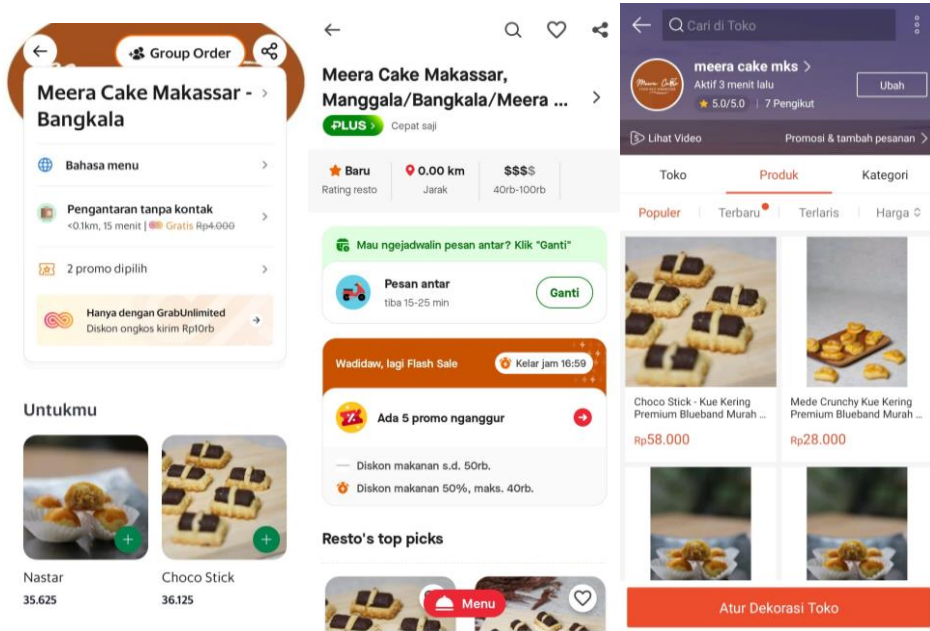 Group Order
Meera Cake Makassar -
Bangkala
Bahasa menu
Pengantaran tanpa kontak
<0.1km, 15 menit | Gratis Rp4.000
2 promo dipilih
Hanya dengan GrabUnlimited
Diskon ongkos kirim Rp10rb
Untukmu
Nastar
35.625
Choco Stick
36.125
Meera Cake Makassar,
Manggala/Bangkala/Meera ...
PLUS
Cepat saji
Baru
Rating resto
0.00 km
Jarak
$$$$
40rb-100rb
Mau ngejadwalin pesan antar? Klik "Ganti"
Pesan antar
tiba 15-25 min
Ganti
Wadidaw, lagi Flash Sale
Kelar jam 16:59
Ada 5 promo nganggur
Diskon makanan s.d. 50rb.
Diskon makanan 50%, maks. 40rb.
Resto's top picks
Menu
Cari di Toko
meera cake mks
Aktif 3 menit lalu
5.0/5.0 | 7 Pengikut
Ubah
Lihat Video
Promosi & tambah pesanan
Toko
Produk
Kategori
Populer
Terbaru
Terlaris
Harga
Choco Stick - Kue Kering
Premium Blueband Murah ...
Rp58.000
Mede Crunchy Kue Kering
Premium Blueband Murah ...
Rp28.000
Atur Dekorasi Toko